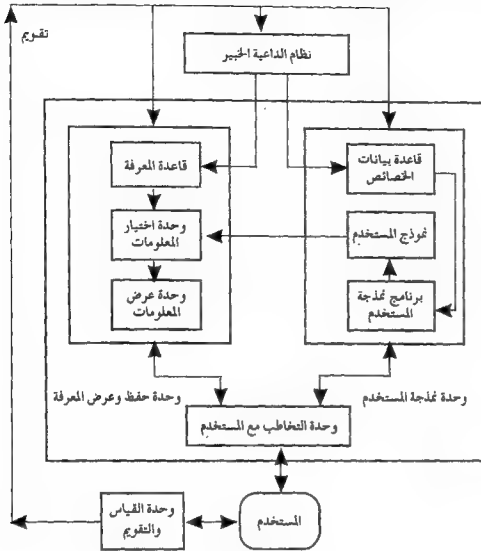 تقويم
نظام الداعية الخبير
قاعدة بيانات
الخصائص
قاعدة المعرفة
نموذج المستخدم
وحدة اختيار
المعلومات
برنامج نمذجة
المستخدم
وحدة عرض
المعلومات
وحدة نمذجة المستخدم
وحدة حفظ وعرض المعرفة
وحدة التخاطب مع المستخدم
المستخدم
وحدة القياس
والتقويم